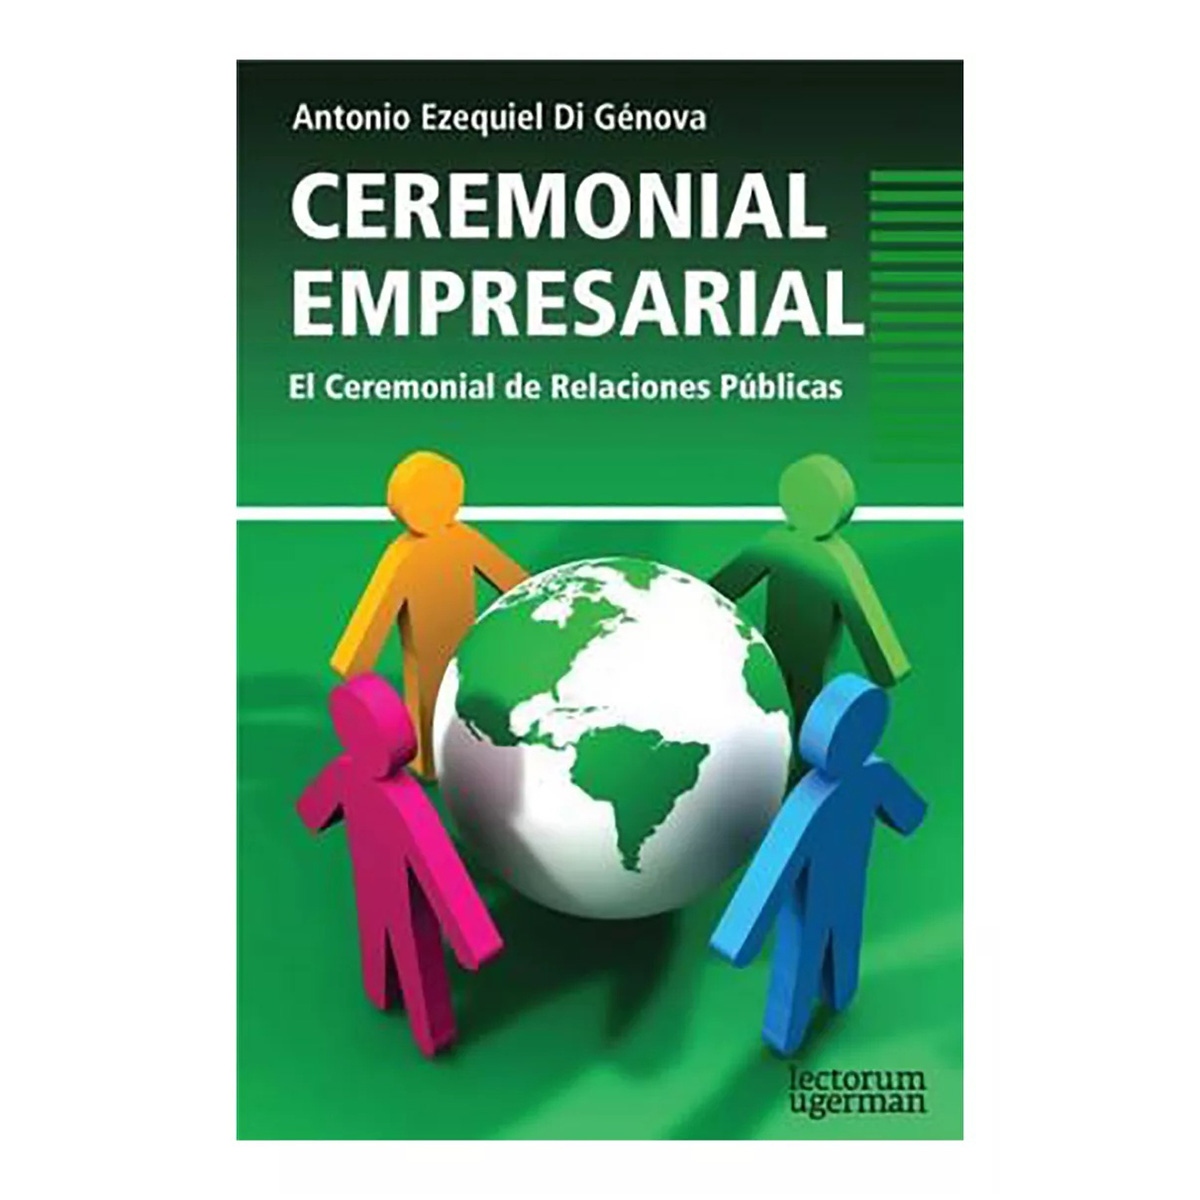 Antonio Ezequiel Di Génova
CEREMONIAL
EMPRESARIAL
El Ceremonial de Relaciones Públicas
lectorum
ugerman